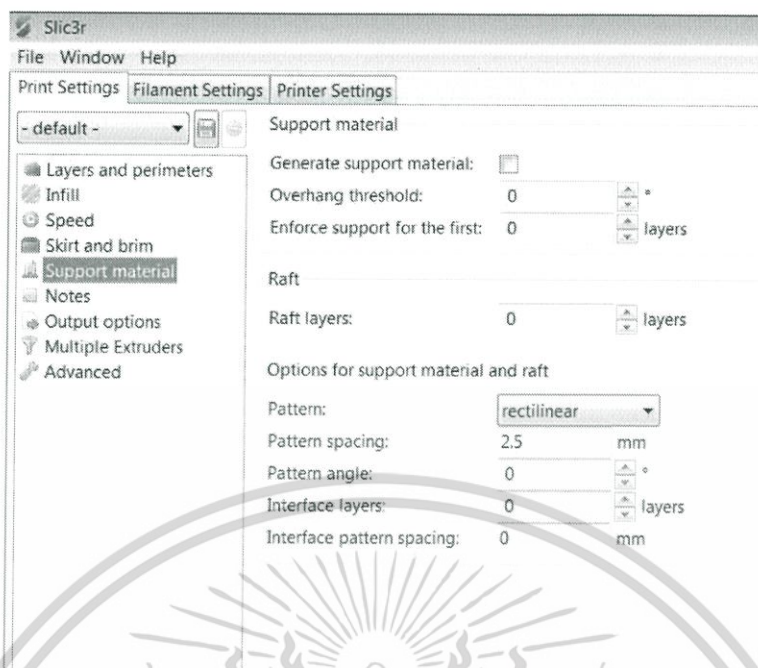 Slic3r
File Window Help
Print Settings Filament Settings Printer Settings
- default -
Layers and perimeters
Infill
Speed
Skirt and brim
Support material
Notes
Output options
Multiple Extruders
Advanced
Support material
Generate support material:
Overhang threshold: 0 °
Enforce support for the first: 0 layers
Raft
Raft layers: 0 layers
Options for support material and raft
Pattern: rectilinear
Pattern spacing: 2.5 mm
Pattern angle: 0 °
Interface layers: 0 layers
Interface pattern spacing: 0 mm